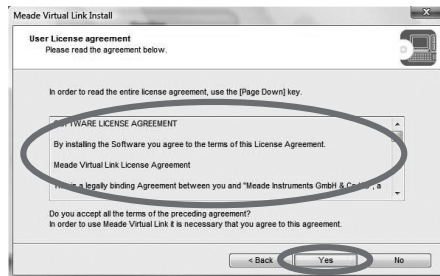 Meade Virtual Link Install
User License agreement
Please read the agreement below.
In order to read the entire license agreement, use the [Page Down] key.
SOFTWARE LICENSE AGREEMENT
By installing the Software you agree to the terms of this License Agreement.
Meade Virtual Link License Agreement
This is a legally binding Agreement between you and "Meade Instruments GmbH & Co. , a
Do you accept all the terms of the preceding agreement?
In order to use Meade Virtual Link it is necessary that you agree to this agreement.
< Back
Yes
No